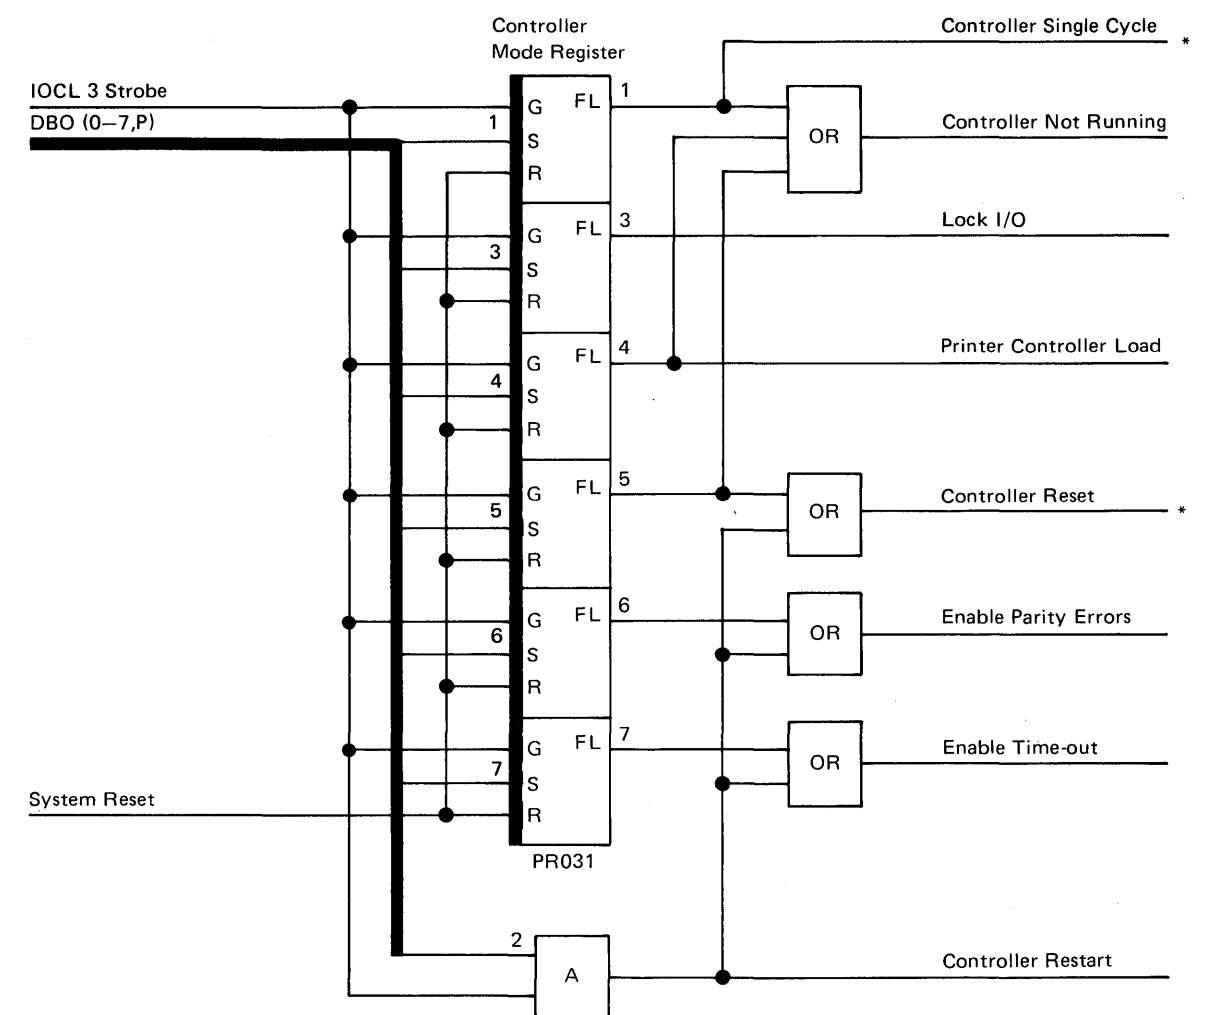 Controller
Mode Register
Controller Single Cycle *
IOCL 3 Strobe
DBO (0–7,P)
1
G FL 1
S
R
OR
Controller Not Running
3
G FL 3
S
R
Lock I/O
4
G FL 4
S
R
Printer Controller Load
5
G FL 5
S
R
OR
Controller Reset *
6
G FL 6
S
R
OR
Enable Parity Errors
7
G FL 7
S
R
OR
Enable Time-out
System Reset
PR031
2
A
Controller Restart